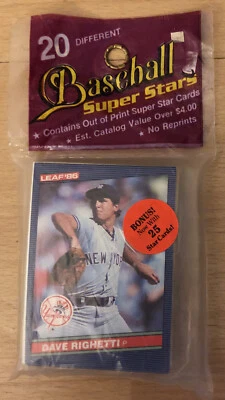 20 DIFFERENT
Baseball
Super Stars
• Contains Out of Print Super Star Cards
• Est. Catalog Value Over $4.00
• No Reprints
LEAF '86
BONUS!
Now With
25
Star Cards!
NEW YORK
DAVE RIGHETTI P